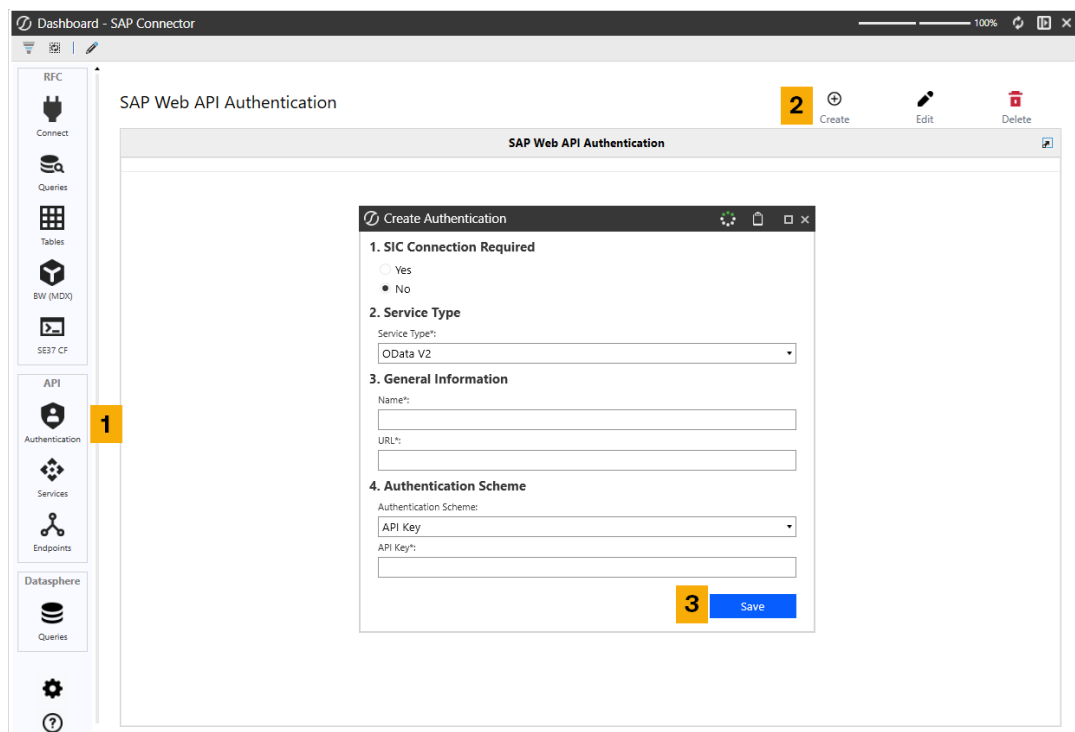 Dashboard - SAP Connector
100%
RFC
Connect
Queries
Tables
BW (MDX)
SE37 CF
API
Authentication
1
Services
Endpoints
Datasphere
Queries
SAP Web API Authentication
2
Create
Edit
Delete
SAP Web API Authentication
Create Authentication
1. SIC Connection Required
Yes
No
2. Service Type
Service Type*:
OData V2
3. General Information
Name*:
URL*:
4. Authentication Scheme
Authentication Scheme:
API Key
API Key*:
3
Save